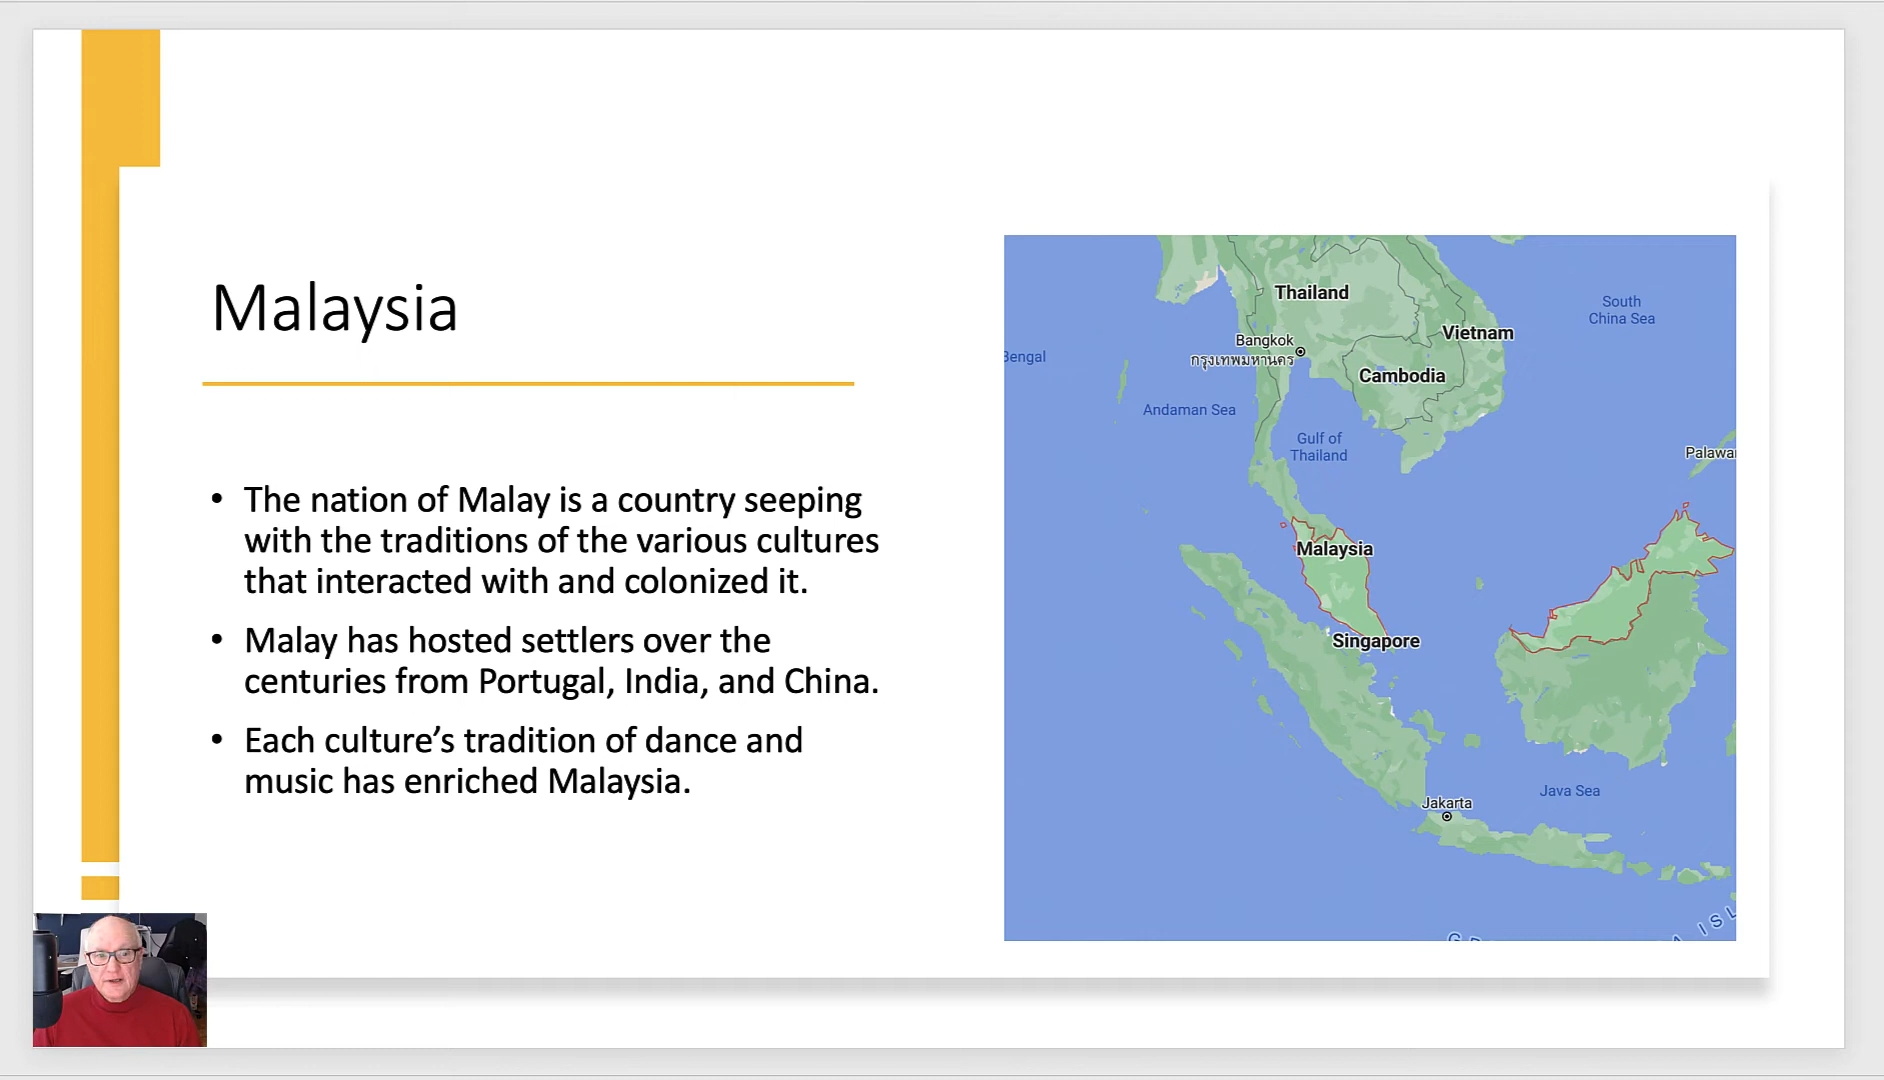 Malaysia
• The nation of Malay is a country seeping
with the traditions of the various cultures
that interacted with and colonized it.
• Malay has hosted settlers over the
centuries from Portugal, India, and China.
• Each culture’s tradition of dance and
music has enriched Malaysia.
Thailand
South
China Sea
Vietnam
Bangkok
กรุงเทพมหานคร
Bengal
Cambodia
Andaman Sea
Gulf of
Thailand
Palawa
Malaysia
Singapore
Java Sea
Jakarta